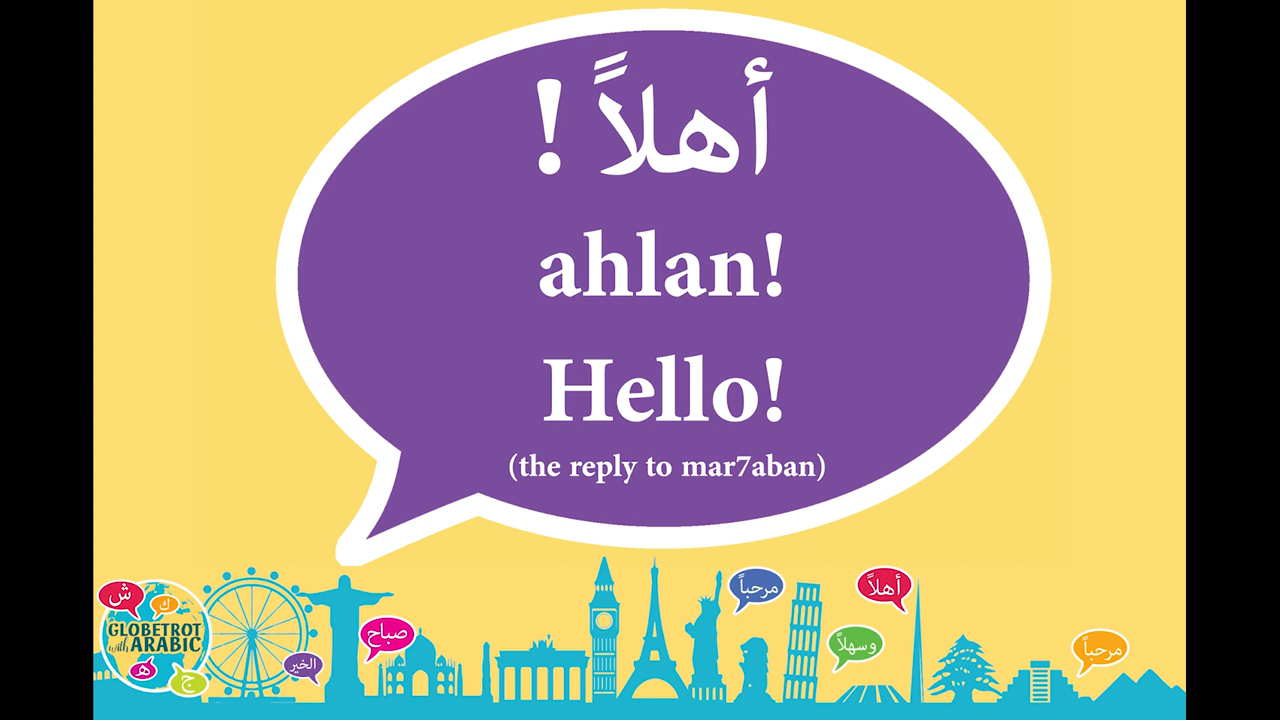 أهلاً !
ahlan!
Hello!
(the reply to mar7aban)
ش
ك
GLOBETROT
with ARABIC
ه
ج
الخير
صباح
مرحباً
أهلاً
وسهلاً
مرحباً